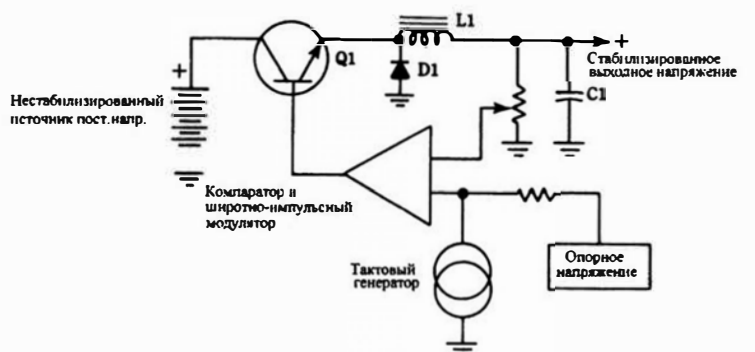 L1
+
Q1
D1
Стабилизированное
выходное напряжение
+
C1
Нестабилизированный
источник пост.напр.
Компаратор и
широтно-импульсный
модулятор
Тактовый
генератор
Опорное
напряжение